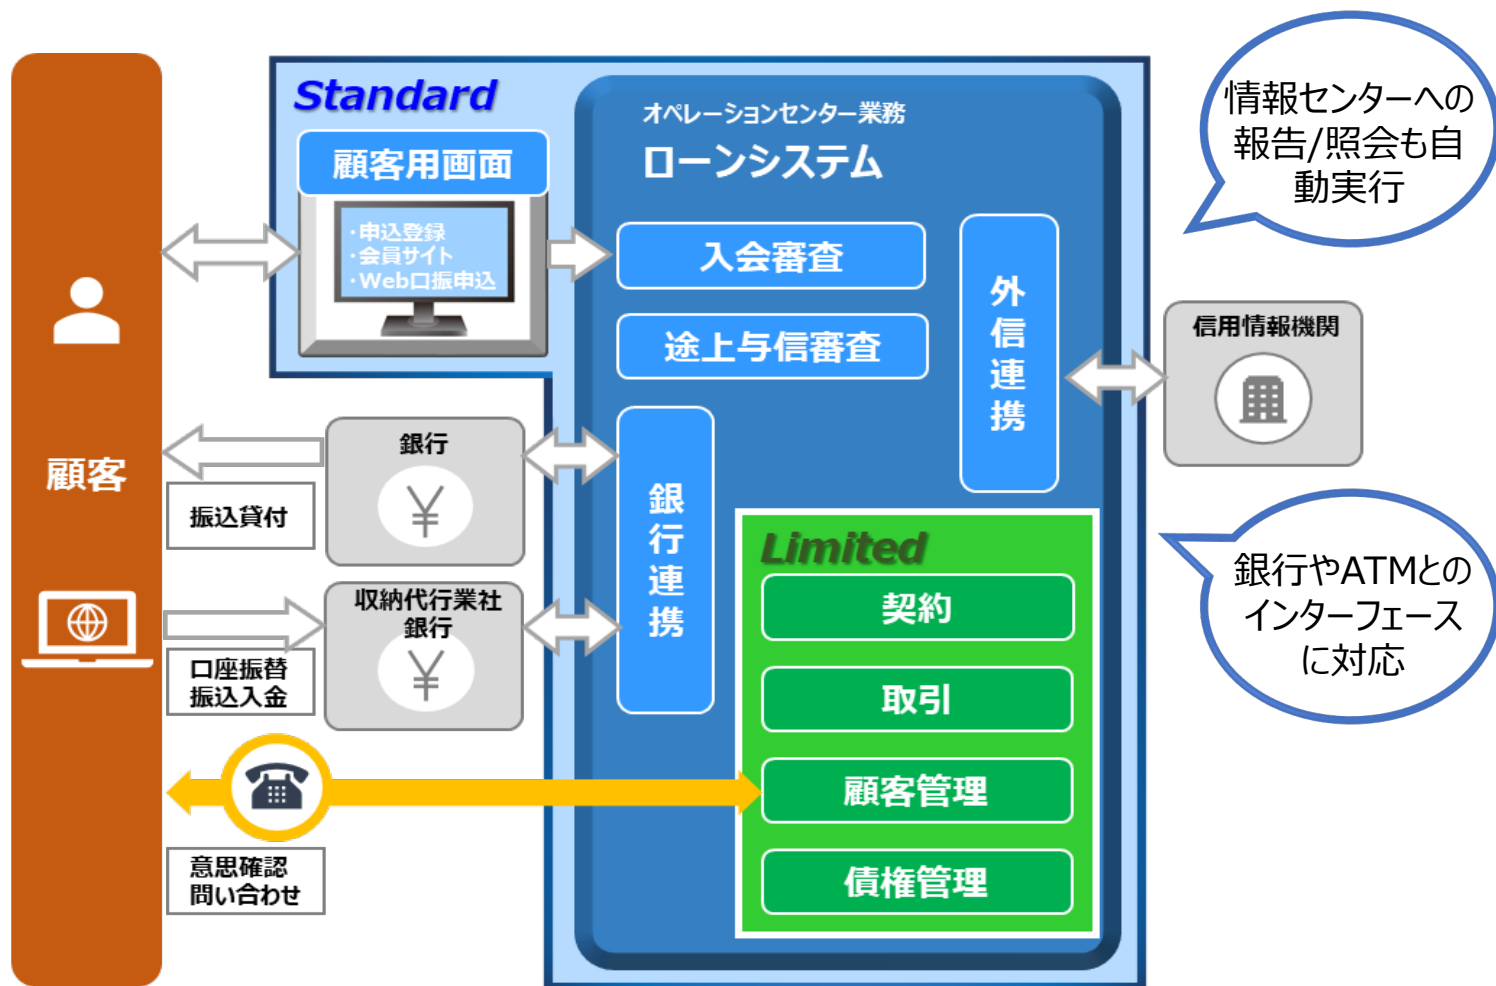 Standard
顧客用画面
・申込登録
・会員サイト
・Web口振申込
オペレーションセンター業務
ローンシステム
入会審査
途上与信審査
外信連携
銀行連携
Limited
契約
取引
顧客管理
債権管理
顧客
銀行
振込貸付
収納代行業社
銀行
口座振替
振込入金
意思確認
問い合わせ
信用情報機関
情報センターへの
報告/照会も自
動実行
銀行やATMとの
インターフェース
に対応